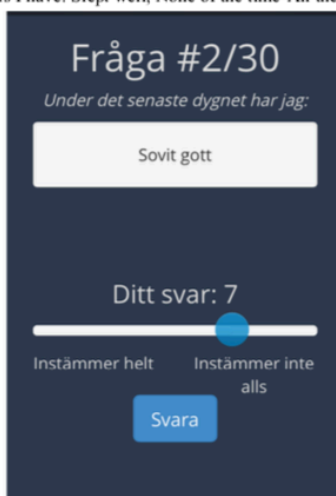 Fråga #2/30
Under det senaste dygnet har jag:
Sovit gott
Ditt svar: 7
Instämmer helt
Instämmer inte
alls
Svara